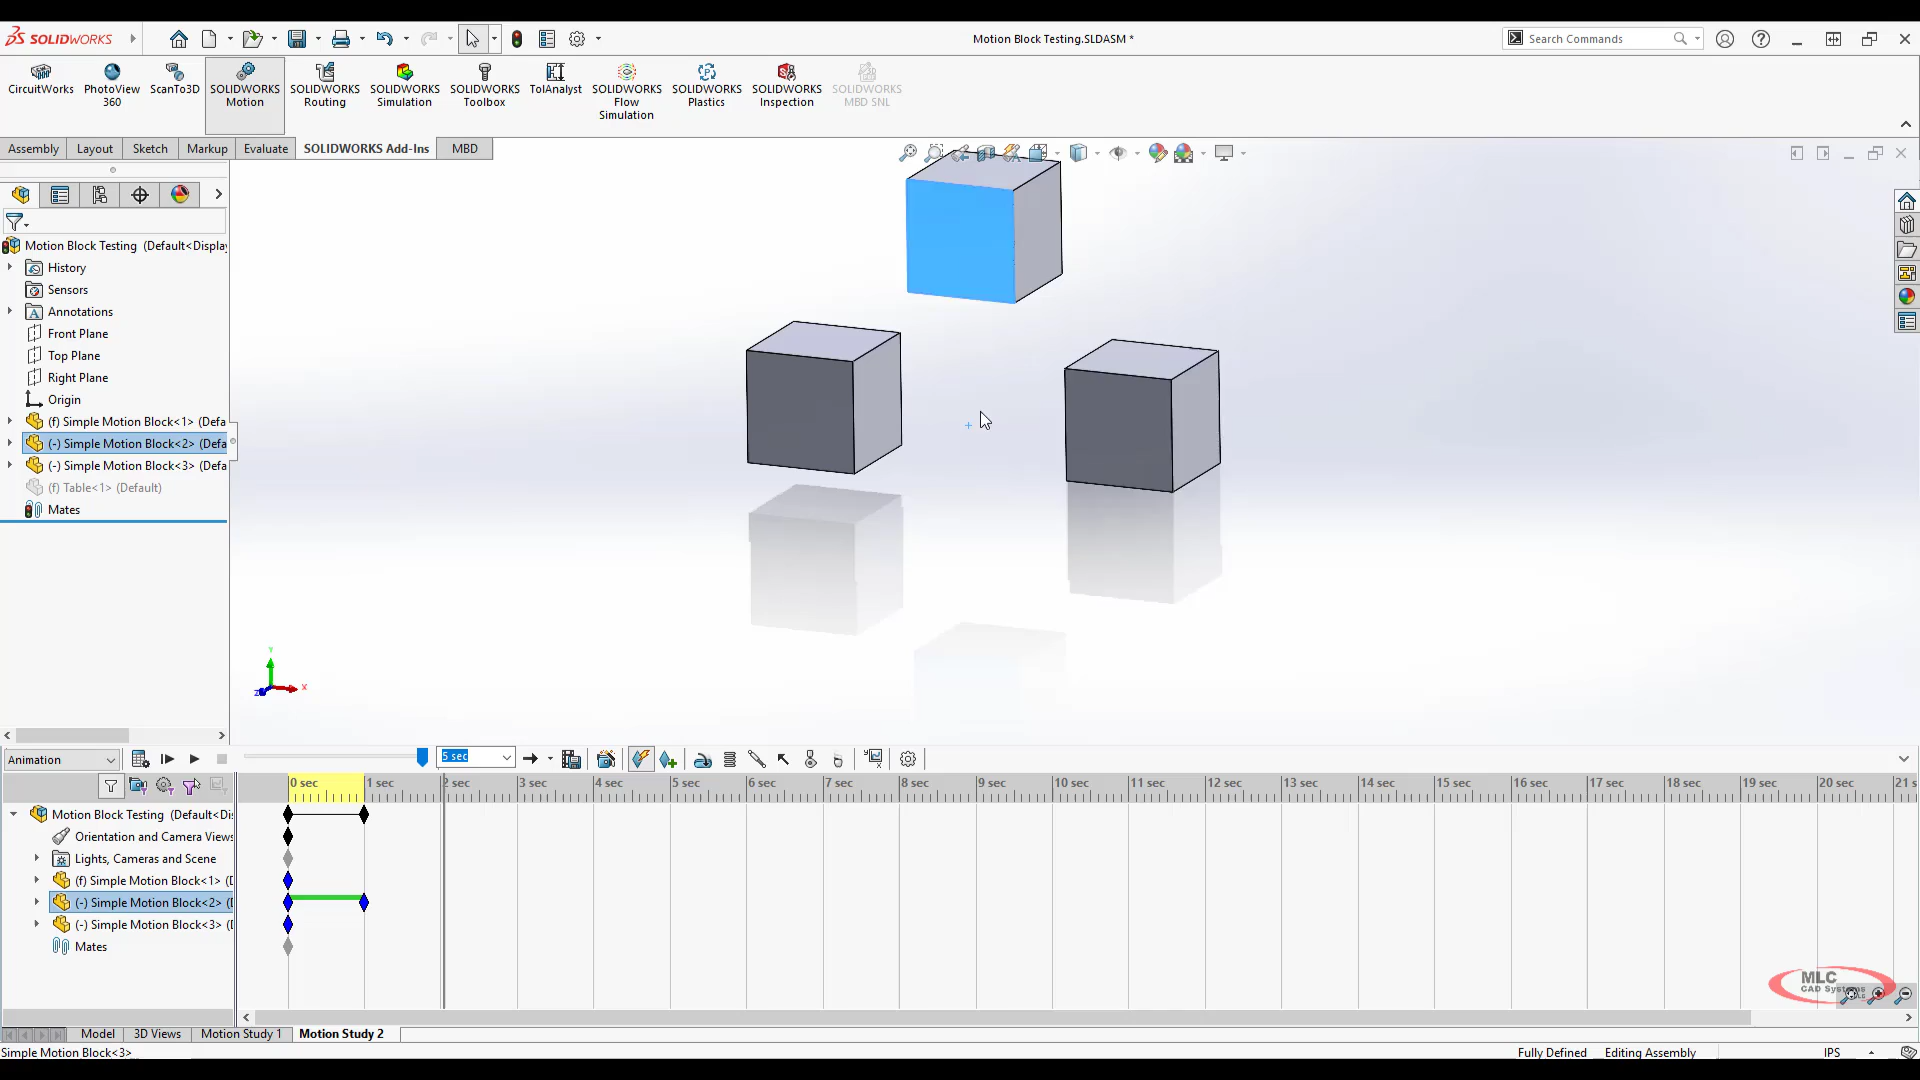 SOLIDWORKS
Motion Block Testing.SLDASM *
Search Commands
CircuitWorks
PhotoView
360
ScanTo3D
SOLIDWORKS
Motion
SOLIDWORKS
Routing
SOLIDWORKS
Simulation
SOLIDWORKS
Toolbox
TolAnalyst
SOLIDWORKS
Flow
Simulation
SOLIDWORKS
Plastics
SOLIDWORKS
Inspection
SOLIDWORKS
MBD SNL
Assembly
Layout
Sketch
Markup
Evaluate
SOLIDWORKS Add-Ins
MBD
Motion Block Testing (Default<Display
History
Sensors
Annotations
Front Plane
Top Plane
Right Plane
Origin
(f) Simple Motion Block<1> (Defa
(-) Simple Motion Block<2> (Defa
(-) Simple Motion Block<3> (Defa
(f) Table<1> (Default)
Mates
Y
X
Z
Animation
5 sec
0 sec
1 sec
2 sec
3 sec
4 sec
5 sec
6 sec
7 sec
8 sec
9 sec
10 sec
11 sec
12 sec
13 sec
14 sec
15 sec
16 sec
17 sec
18 sec
19 sec
20 sec
21 s
Motion Block Testing (Default<Di
Orientation and Camera Views
Lights, Cameras and Scene
(f) Simple Motion Block<1> (D
(-) Simple Motion Block<2> (D
(-) Simple Motion Block<3> (D
Mates
MLC
CAD Systems
Model
3D Views
Motion Study 1
Motion Study 2
Simple Motion Block<3>
Fully Defined
Editing Assembly
IPS